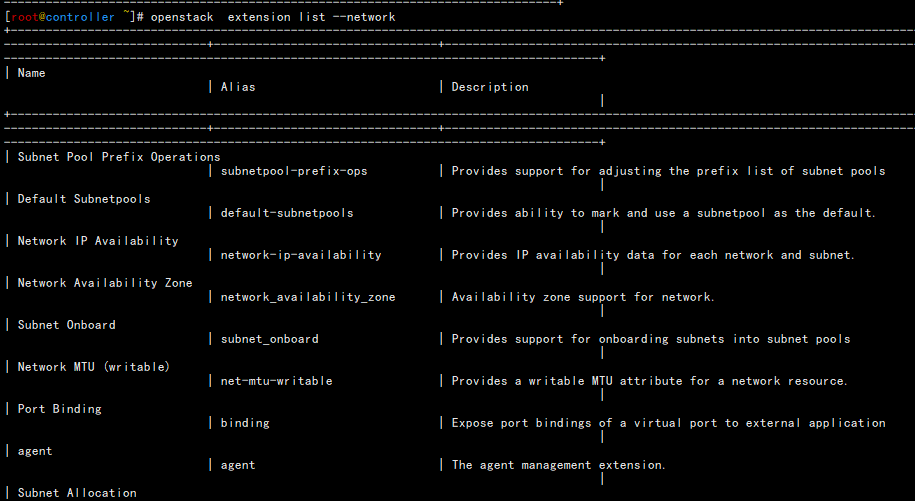 [root@controller ~]# openstack  extension list --network
| Name
| Alias | Description
|
| Subnet Pool Prefix Operations
| subnetpool-prefix-ops | Provides support for adjusting the prefix list of subnet pools
|
| Default Subnetpools
| default-subnetpools | Provides ability to mark and use a subnetpool as the default.
|
| Network IP Availability
| network-ip-availability | Provides IP availability data for each network and subnet.
|
| Network Availability Zone
| network_availability_zone | Availability zone support for network.
|
| Subnet Onboard
| subnet_onboard | Provides support for onboarding subnets into subnet pools
|
| Network MTU (writable)
| net-mtu-writable | Provides a writable MTU attribute for a network resource.
|
| Port Binding
| binding | Expose port bindings of a virtual port to external application
|
| agent
| agent | The agent management extension.
|
| Subnet Allocation